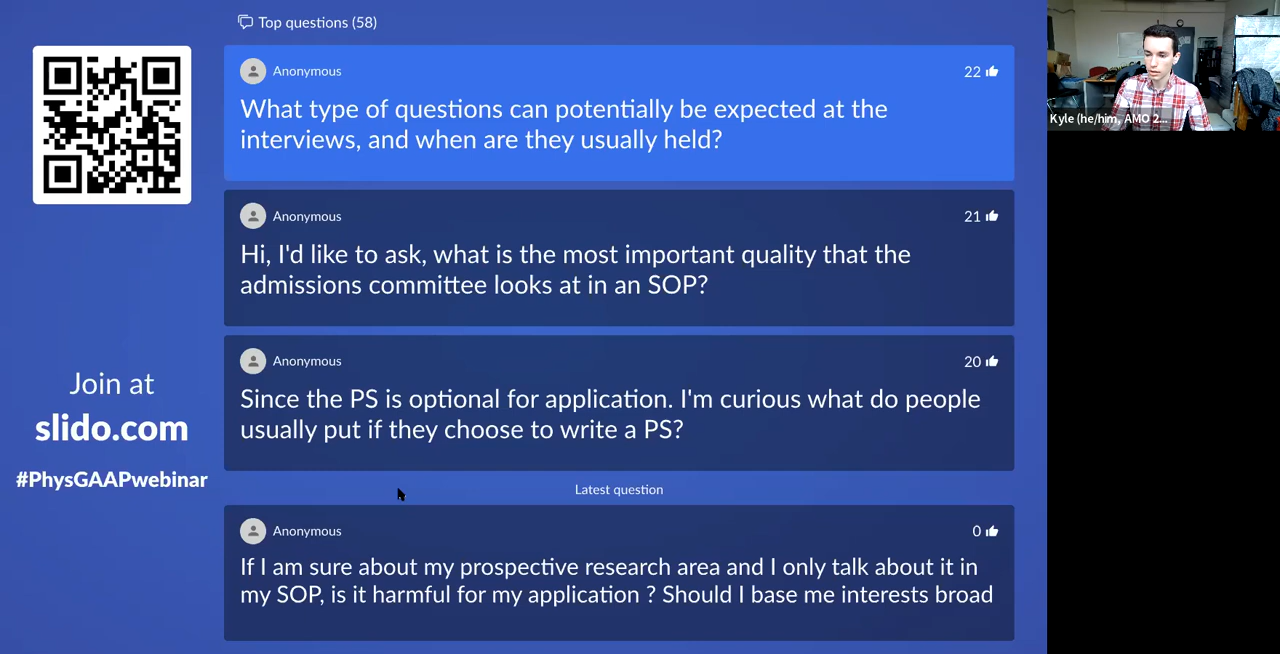 Top questions (58)
Anonymous
22
What type of questions can potentially be expected at the
interviews, and when are they usually held?
Anonymous
21
Hi, I'd like to ask, what is the most important quality that the
admissions committee looks at in an SOP?
Anonymous
20
Since the PS is optional for application. I'm curious what do people
usually put if they choose to write a PS?
Latest question
Anonymous
0
If I am sure about my prospective research area and I only talk about it in
my SOP, is it harmful for my application ? Should I base me interests broad
Join at
slido.com
#PhysGAAPwebinar
Kyle (he/him, AMO 2...